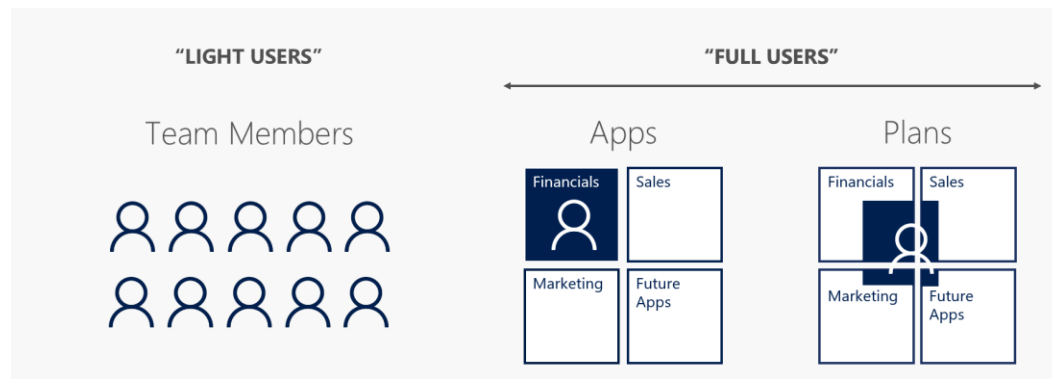 “LIGHT USERS”
“FULL USERS”
Team Members
Apps
Plans
Financials
Sales
Marketing
Future
Apps
Financials
Sales
Marketing
Future
Apps